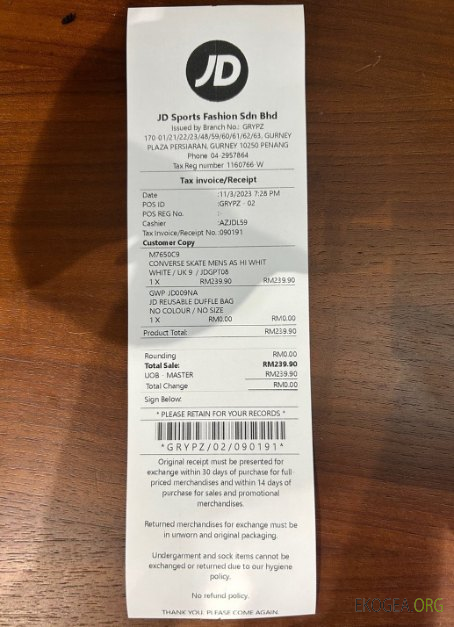 JD
JD Sports Fashion Sdn Bhd
Issued by Branch No.: GRYPZ
170-01/21/22/23/48/59/60/61/62/63, GURNEY
PLAZA PERSIARAN, GURNEY 10250 PENANG
Phone 04-2957864
Tax Reg number 1160766-W
Tax invoice/Receipt
Date :11/3/2023 7:28 PM
POS ID :GRYPZ - 02
POS REG No. :-
Cashier :AZJDL59
Tax Invoice/Receipt No. :090191
Customer Copy
M7650C9
CONVERSE SKATE MENS AS HI WHIT
WHITE / UK 9 / JDGPT08
1 X RM239.90 RM239.90
GWP JD009NA
JD REUSABLE DUFFLE BAG
NO COLOUR / NO SIZE
1 X RM0.00 RM0.00
Product Total: RM239.90
Rounding RM0.00
Total Sale: RM239.90
UOB - MASTER RM239.90
Total Change RM0.00
Sign Below:
* PLEASE RETAIN FOR YOUR RECORDS *
*GRYPZ/02/090191*
Original receipt must be presented for
exchange within 30 days of purchase for full-
priced merchandises and within 14 days of
purchase for sales and promotional
merchandises.
Returned merchandises for exchange must be
in unworn and original packaging.
Undergarment and sock items cannot be
exchanged or returned due to our hygiene
policy.
No refund policy.
THANK YOU. PLEASE COME AGAIN.